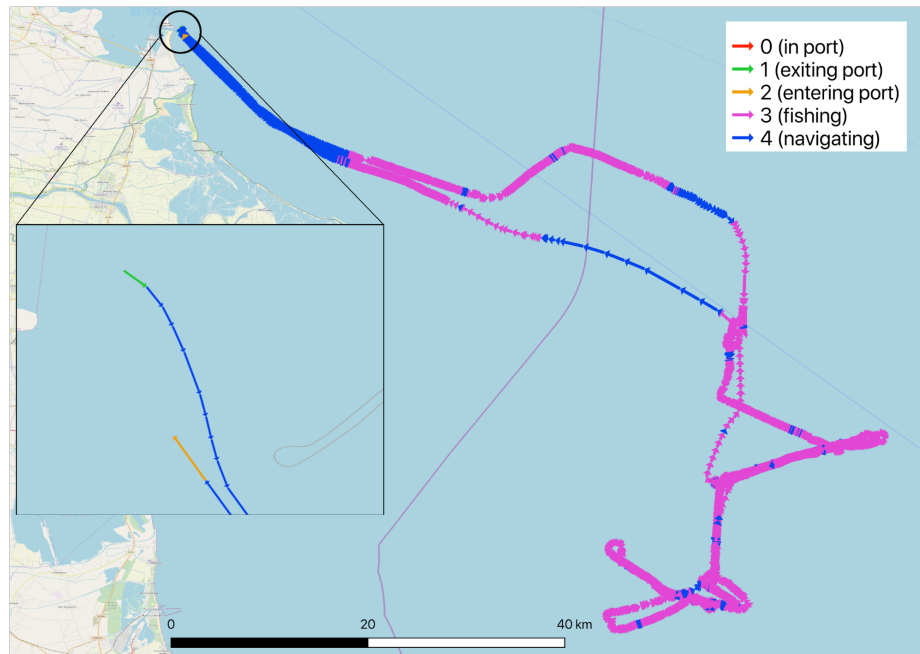 0 (in port)
1 (exiting port)
2 (entering port)
3 (fishing)
4 (navigating)
0
20
40 km